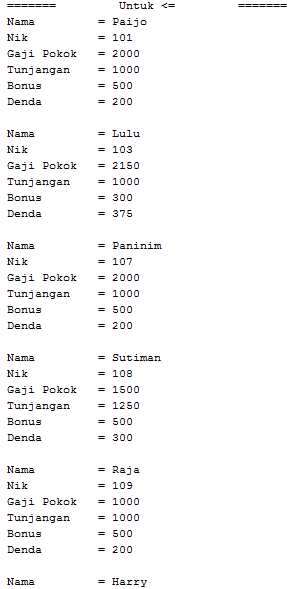 =======         Untuk <=         =======
Nama         = Paijo
Nik          = 101
Gaji Pokok   = 2000
Tunjangan    = 1000
Bonus        = 500
Denda        = 200

Nama         = Lulu
Nik          = 103
Gaji Pokok   = 2150
Tunjangan    = 1000
Bonus        = 300
Denda        = 375

Nama         = Paninim
Nik          = 107
Gaji Pokok   = 2000
Tunjangan    = 1000
Bonus        = 500
Denda        = 200

Nama         = Sutiman
Nik          = 108
Gaji Pokok   = 1500
Tunjangan    = 1250
Bonus        = 500
Denda        = 300

Nama         = Raja
Nik          = 109
Gaji Pokok   = 1000
Tunjangan    = 1000
Bonus        = 500
Denda        = 200

Nama         = Harry